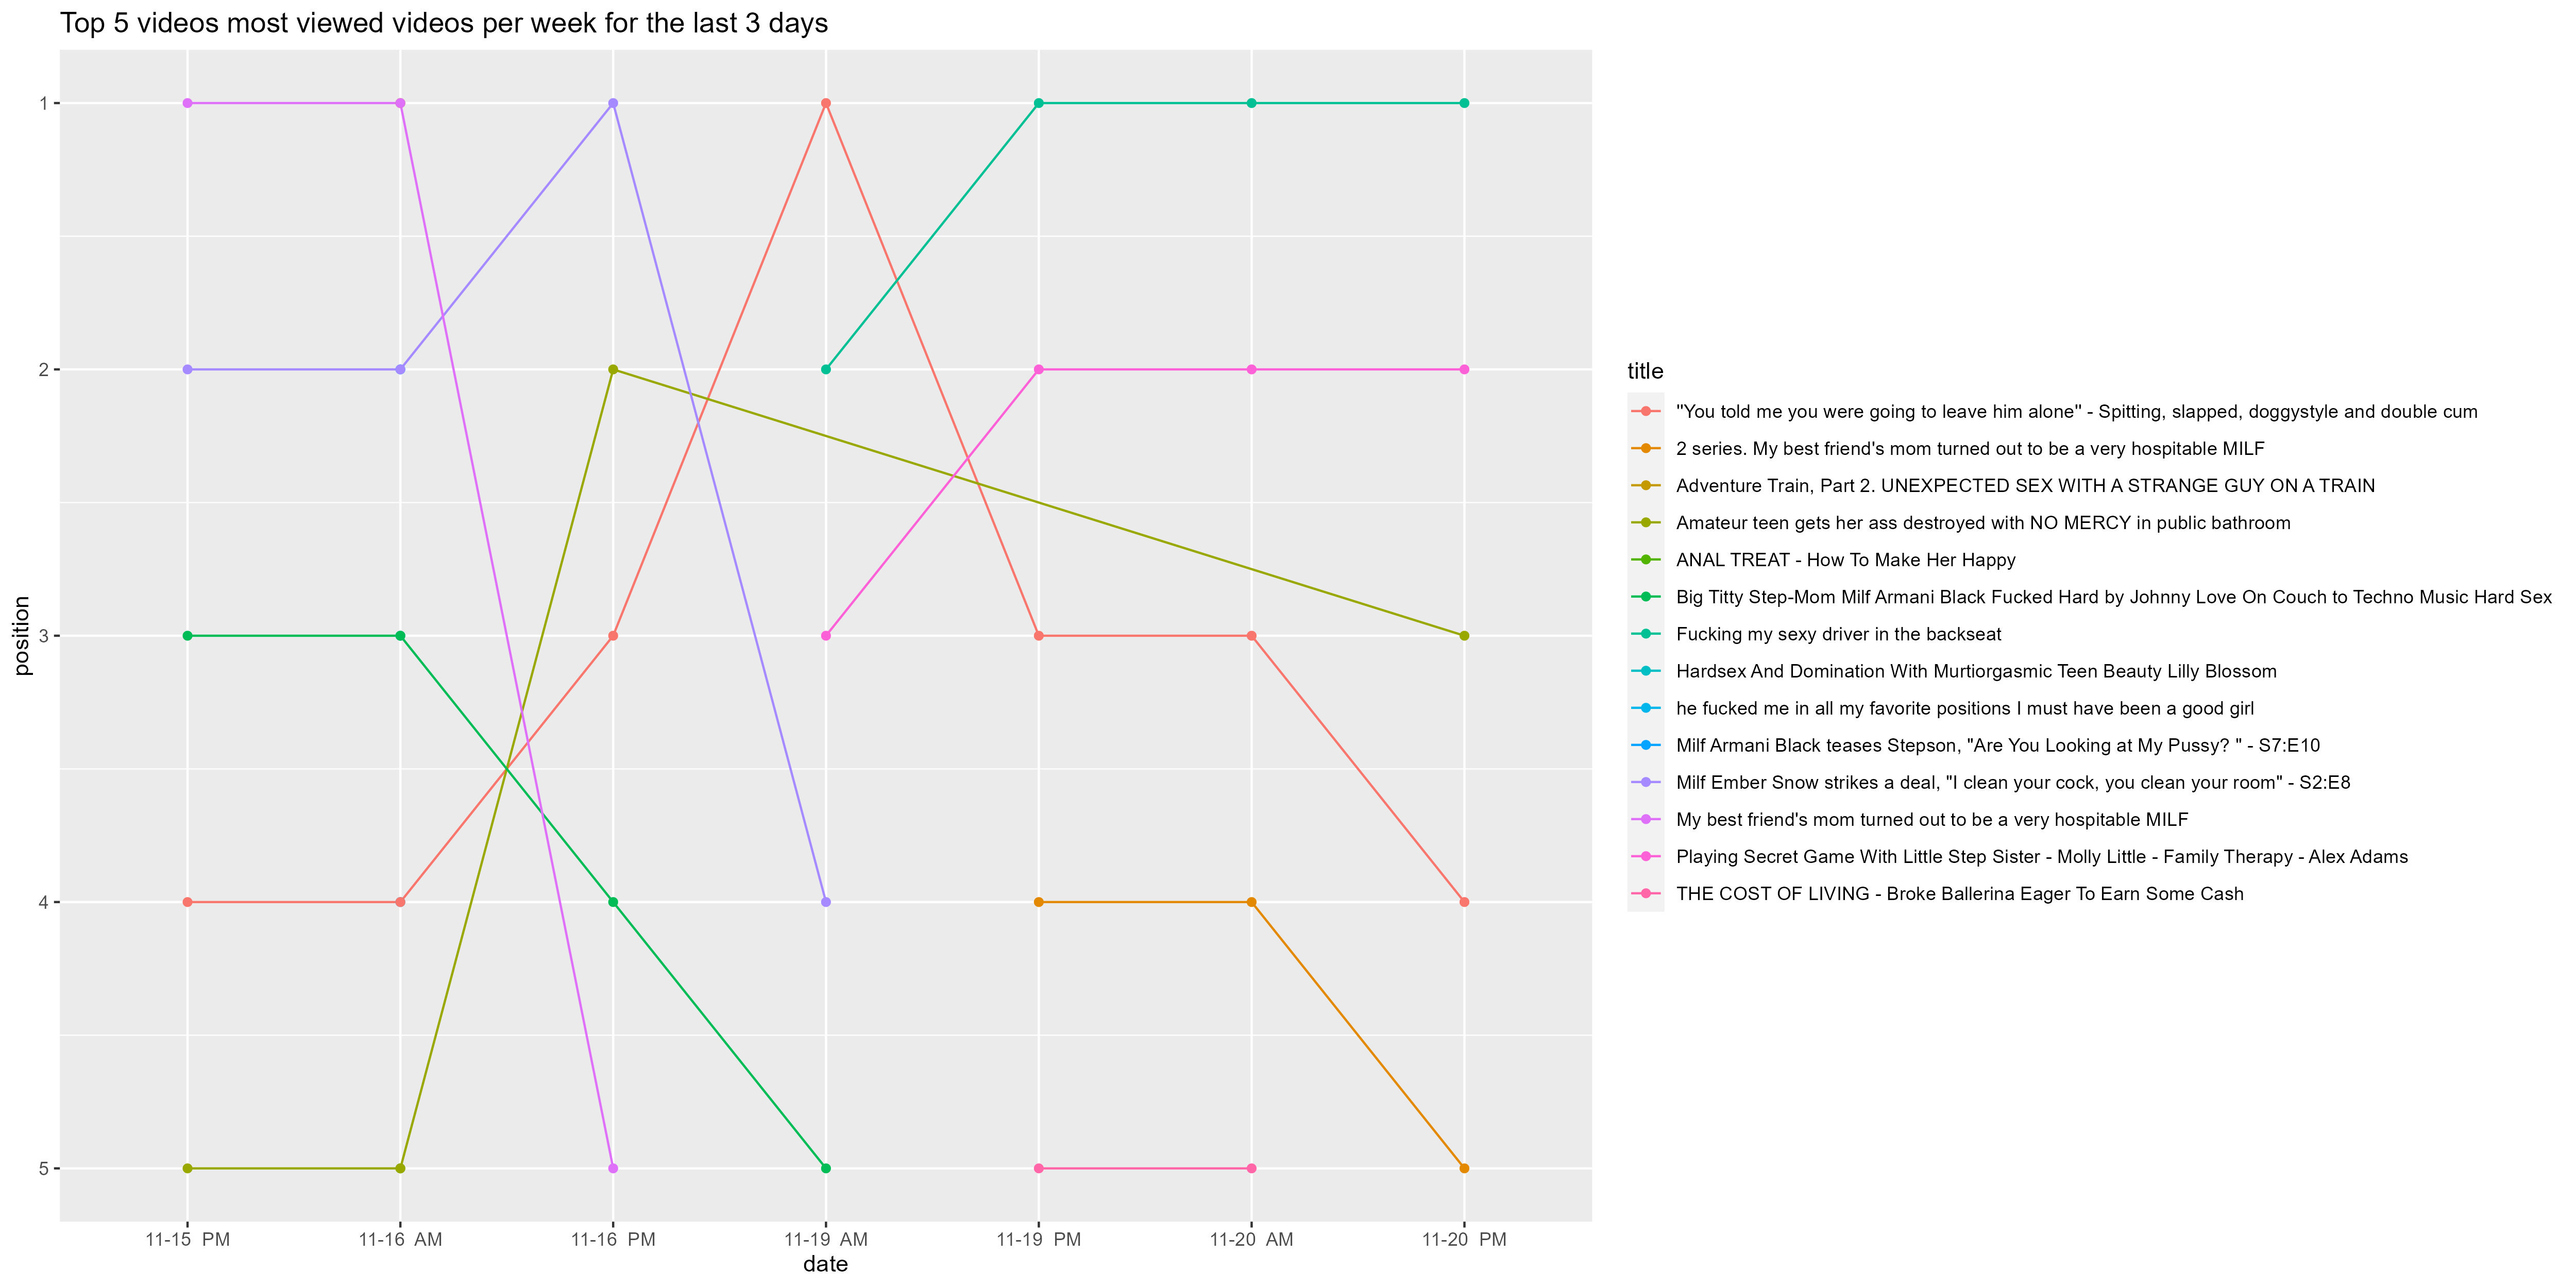 Top 5 videos most viewed videos per week for the last 3 days
position
1
2
3
4
5
11-15 PM
11-16 AM
11-16 PM
11-19 AM
11-19 PM
11-20 AM
11-20 PM
date
title
"You told me you were going to leave him alone" - Spitting, slapped, doggystyle and double cum
2 series. My best friend's mom turned out to be a very hospitable MILF
Adventure Train, Part 2. UNEXPECTED SEX WITH A STRANGE GUY ON A TRAIN
Amateur teen gets her ass destroyed with NO MERCY in public bathroom
ANAL TREAT - How To Make Her Happy
Big Titty Step-Mom Milf Armani Black Fucked Hard by Johnny Love On Couch to Techno Music Hard Sex
Fucking my sexy driver in the backseat
Hardsex And Domination With Murtiorgasmic Teen Beauty Lilly Blossom
he fucked me in all my favorite positions I must have been a good girl
Milf Armani Black teases Stepson, "Are You Looking at My Pussy? " - S7:E10
Milf Ember Snow strikes a deal, "I clean your cock, you clean your room" - S2:E8
My best friend's mom turned out to be a very hospitable MILF
Playing Secret Game With Little Step Sister - Molly Little - Family Therapy - Alex Adams
THE COST OF LIVING - Broke Ballerina Eager To Earn Some Cash